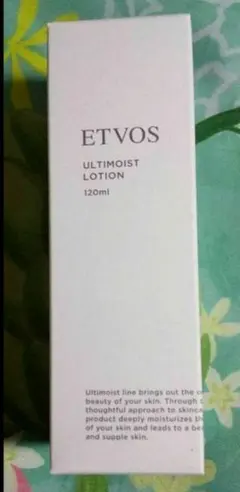 ETVOS
ULTIMOIST
LOTION
120ml
Ultimoist line brings out the
beauty of your skin. Through
thoughtful approach to skinca
product deeply moisturizes th
of your skin and leads to a be
and supple skin.